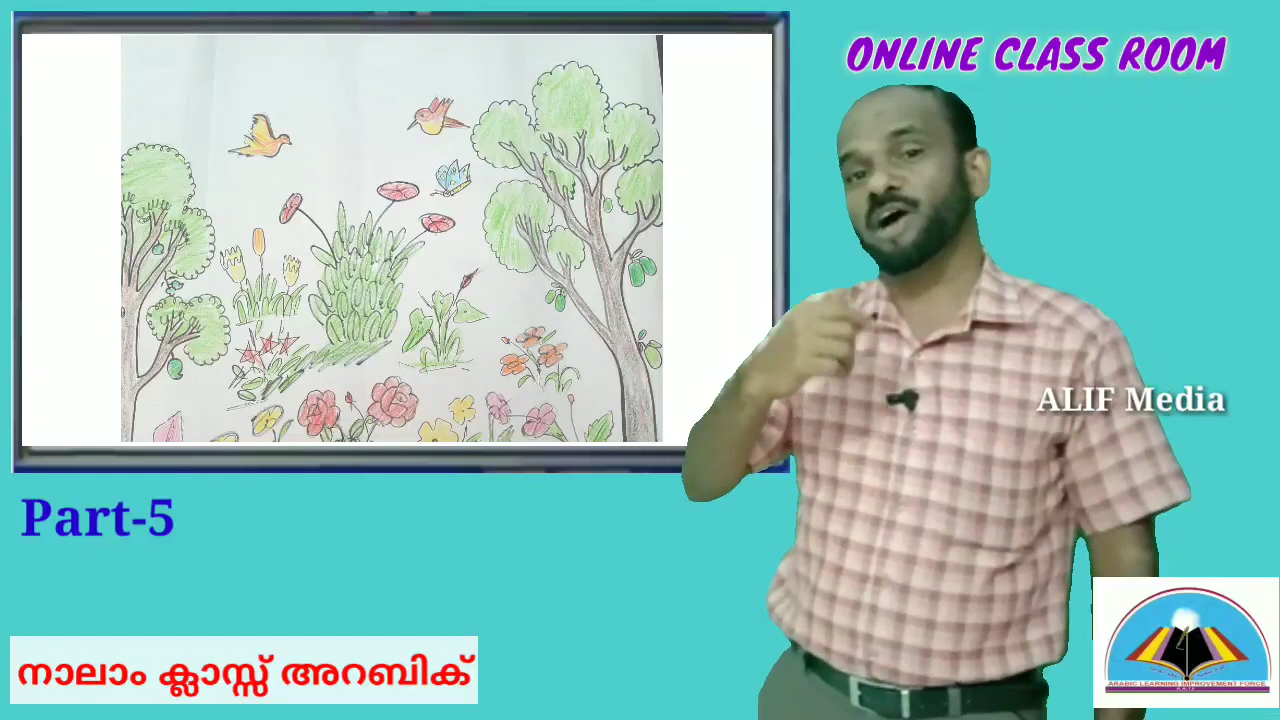 ONLINE CLASS ROOM
ALIF Media
Part-5
നാലാം ക്ലാസ്സ് അറബിക്
ARABIC LEARNING IMPROVEMENT FORCE